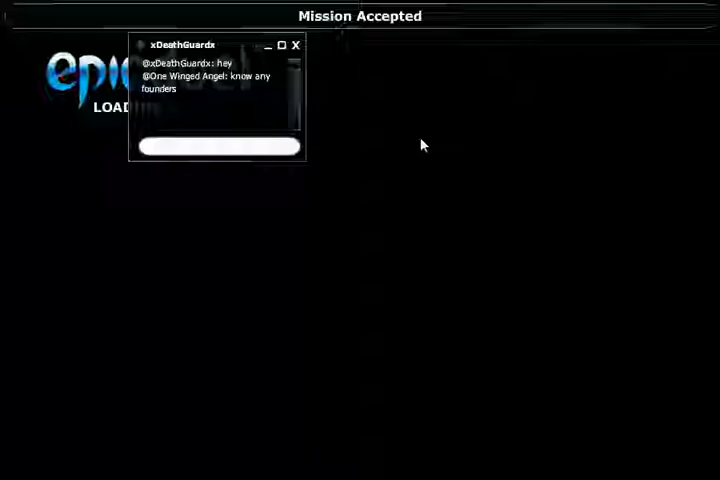 Mission Accepted
xDeathGuardx
@xDeathGuardx: hey
@One Winged Angel: know any
founders